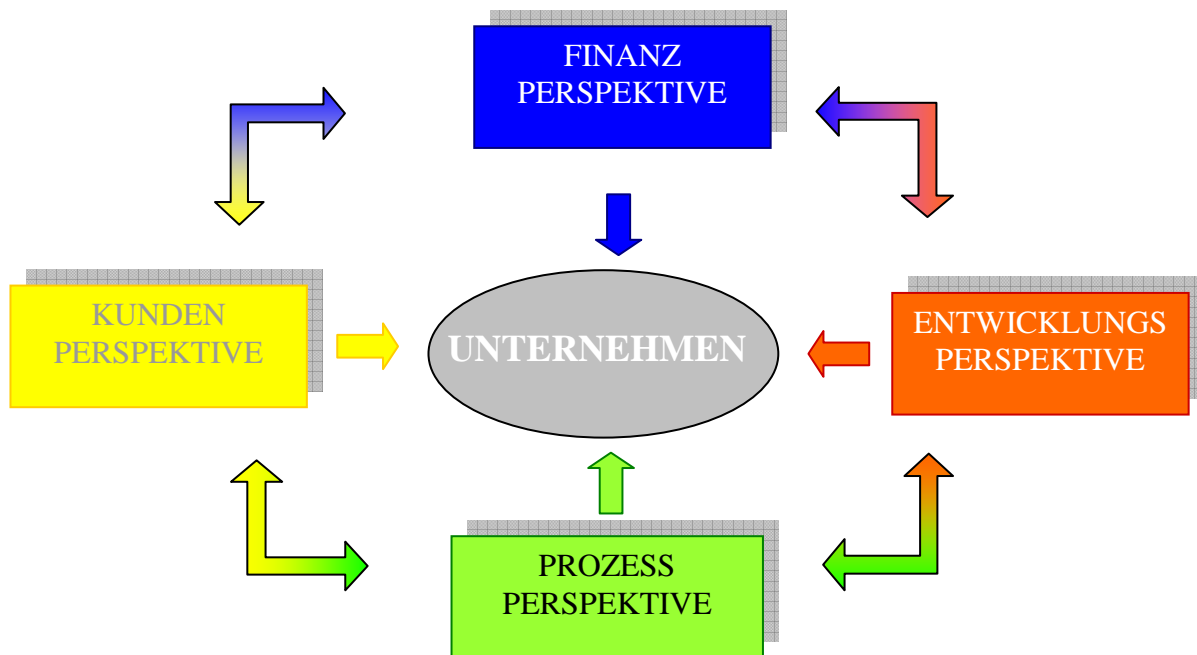 FINANZ
PERSPEKTIVE
KUNDEN
PERSPEKTIVE
UNTERNEHMEN
ENTWICKLUNGS
PERSPEKTIVE
PROZESS
PERSPEKTIVE